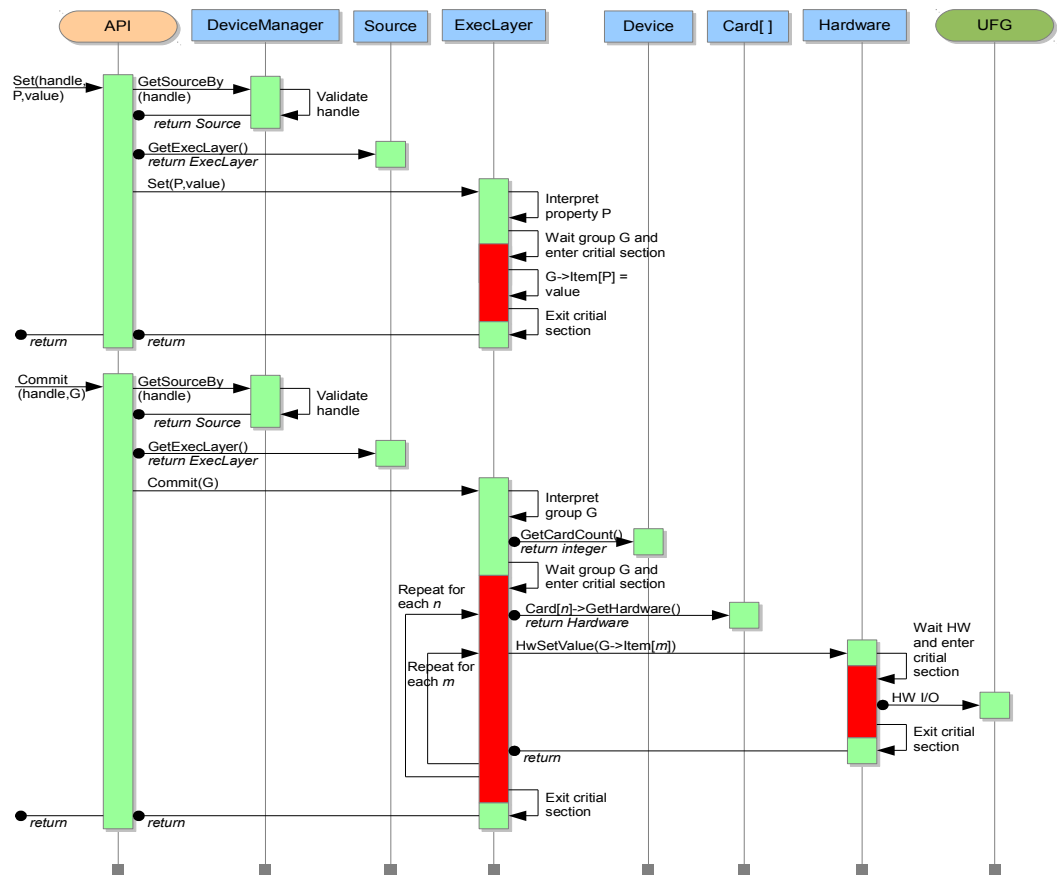 API
DeviceManager
Source
ExecLayer
Device
Card[ ]
Hardware
UFG
Set(handle,
P,value)
GetSourceBy
(handle)
Validate
handle
return Source
GetExecLayer()
return ExecLayer
Set(P,value)
Interpret
property P
Wait group G and
enter critial section
G->Item[P] =
value
Exit critial
section
return
return
Commit
(handle,G)
GetSourceBy
(handle)
Validate
handle
return Source
GetExecLayer()
return ExecLayer
Commit(G)
Interpret
group G
GetCardCount()
return integer
Wait group G and
enter critial section
Repeat for
each n
Card[n]->GetHardware()
return Hardware
Wait HW
and enter
critial
section
HwSetValue(G->Item[m])
Repeat for
each m
HW I/O
Exit critial
section
return
Exit critial
section
return
return